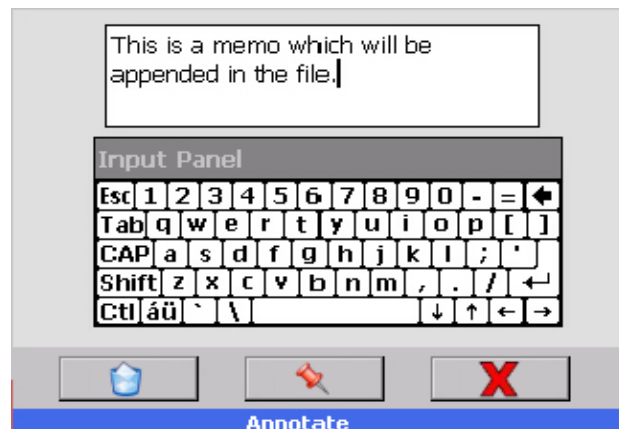 This is a memo which will be
appended in the file.
Input Panel
Esc 1 2 3 4 5 6 7 8 9 0 - =
Tab q w e r t y u i o p [ ]
CAP a s d f g h j k l ; '
Shift z x c v b n m , . /
Ctl áü ` \ ↓ ↑ ← →
Annotate